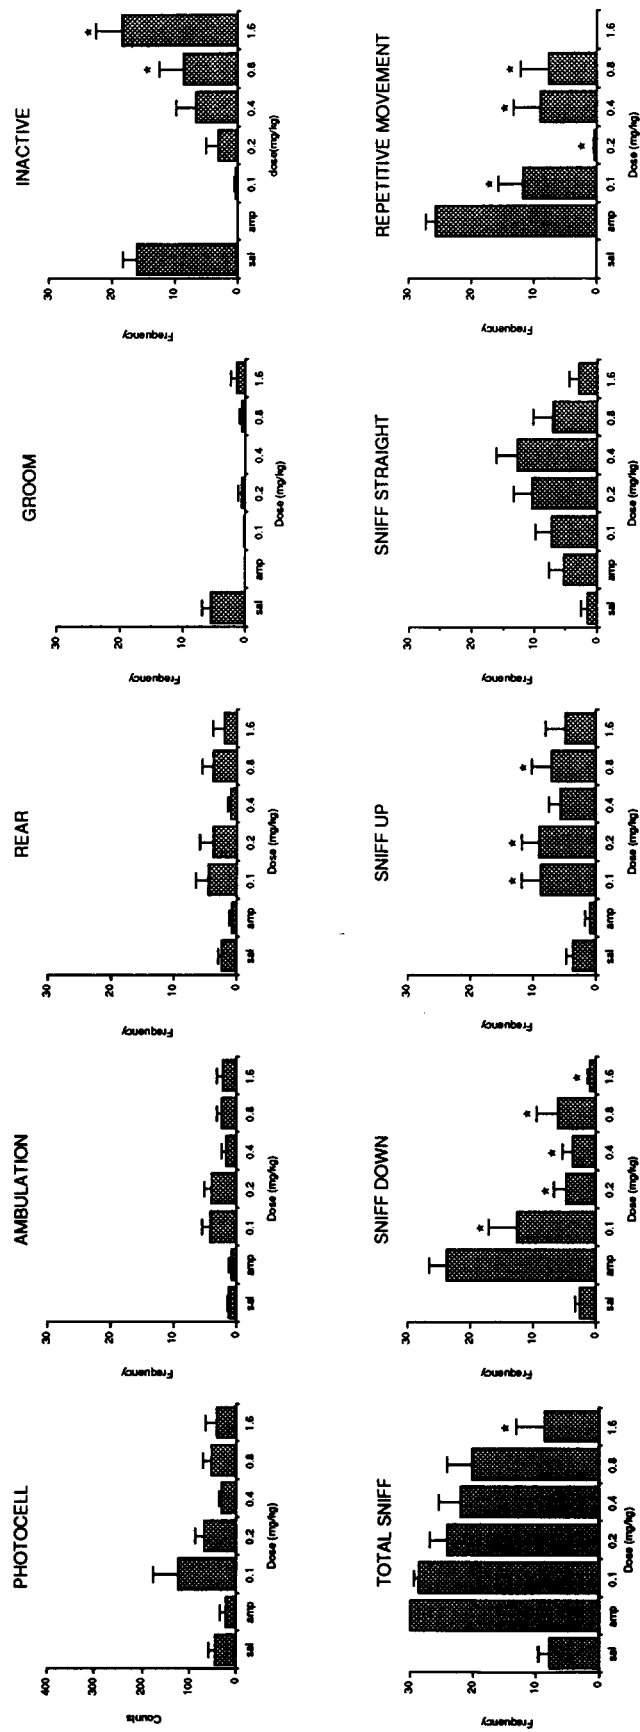 PHOTOCELL
400
300
200
100
0
Counts
sal amp 0.1 0.2 0.4 0.8 1.6
Dose (mg/kg)
AMBULATION
30
20
10
0
Frequency
sal amp 0.1 0.2 0.4 0.8 1.6
Dose (mg/kg)
REAR
30
20
10
0
Frequency
sal amp 0.1 0.2 0.4 0.8 1.6
Dose (mg/kg)
GROOM
30
20
10
0
Frequency
sal amp 0.1 0.2 0.4 0.8 1.6
Dose (mg/kg)
INACTIVE
30
20
10
0
Frequency
* *
sal amp 0.1 0.2 0.4 0.8 1.6
dose(mg/kg)
TOTAL SNIFF
30
20
10
0
Frequency
*
sal amp 0.1 0.2 0.4 0.8 1.6
Dose (mg/kg)
SNIFF DOWN
30
20
10
0
Frequency
* * * * *
sal amp 0.1 0.2 0.4 0.8 1.6
Dose (mg/kg)
SNIFF UP
30
20
10
0
Frequency
* * *
sal amp 0.1 0.2 0.4 0.8 1.6
Dose (mg/kg)
SNIFF STRAIGHT
30
20
10
0
Frequency
sal amp 0.1 0.2 0.4 0.8 1.6
Dose (mg/kg)
REPETITIVE MOVEMENT
30
20
10
0
Frequency
* * * *
sal amp 0.1 0.2 0.4 0.8 1.6
Dose (mg/kg)